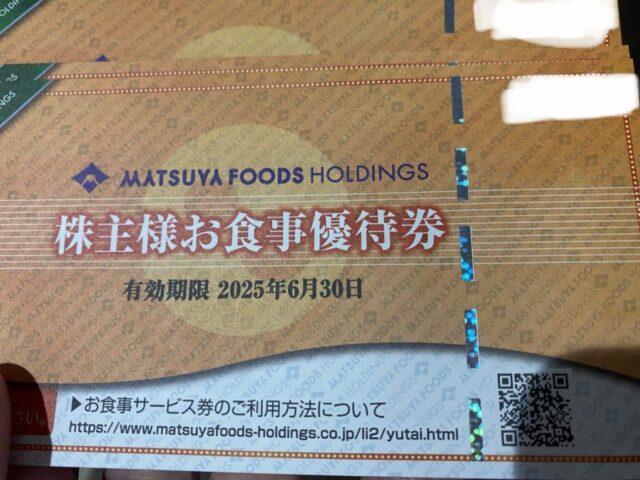 MATSUYA FOODS HOLDINGS
株主様お食事優待券
有効期限 2025年6月30日
▶お食事サービス券のご利用方法について
https://www.matsuyafoods-holdings.co.jp/li2/yutai.html
さい。